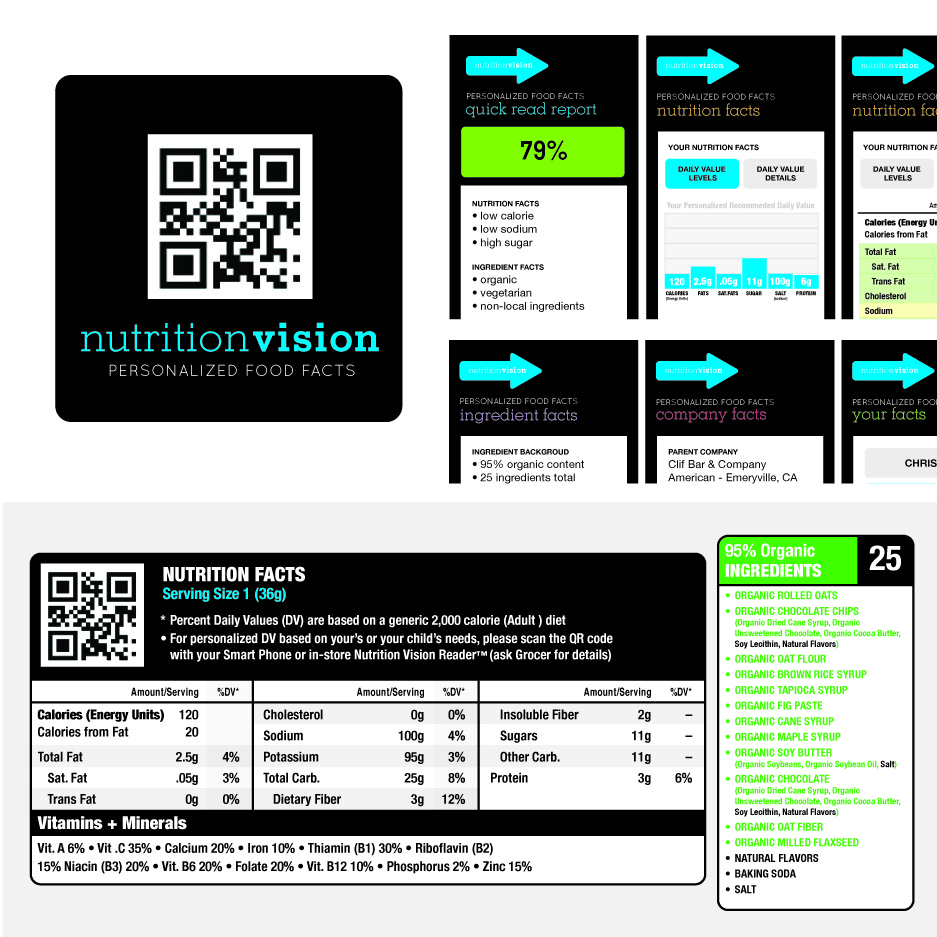 nutritionvision
PERSONALIZED FOOD FACTS
nutritionvision
PERSONALIZED FOOD FACTS
quick read report
79%
NUTRITION FACTS
• low calorie
• low sodium
• high sugar
INGREDIENT FACTS
• organic
• vegetarian
• non-local ingredients
nutritionvision
PERSONALIZED FOOD FACTS
nutrition facts
YOUR NUTRITION FACTS
DAILY VALUE
LEVELS
DAILY VALUE
DETAILS
Your Personalized Recommeded Daily Value
120 2.5g .05g 11g 100g 6g
CALORIES FATS SAT.FATS SUGAR SALT PROTEIN
(Energy Units) (sodium)
nutritionvision
PERSONALIZED FOO
nutrition fac
YOUR NUTRITION FA
DAILY VALUE
LEVELS
Am
Calories (Energy Un
Calories from Fat
Total Fat
Sat. Fat
Trans Fat
Cholesterol
Sodium
nutritionvision
PERSONALIZED FOOD FACTS
ingredient facts
INGREDIENT BACKGROUD
• 95% organic content
• 25 ingredients total
nutritionvision
PERSONALIZED FOOD FACTS
company facts
PARENT COMPANY
Clif Bar & Company
American - Emeryville, CA
nutritionvision
PERSONALIZED FOO
your facts
CHRIS
NUTRITION FACTS
Serving Size 1 (36g)
* Percent Daily Values (DV) are based on a generic 2,000 calorie (Adult ) diet
• For personalized DV based on your's or your child's needs, please scan the QR code
with your Smart Phone or in-store Nutrition Vision Reader™ (ask Grocer for details)
Amount/Serving %DV*
Calories (Energy Units) 120
Calories from Fat 20
Total Fat 2.5g 4%
Sat. Fat .05g 3%
Trans Fat 0g 0%
Amount/Serving %DV*
Cholesterol 0g 0%
Sodium 100g 4%
Potassium 95g 3%
Total Carb. 25g 8%
Dietary Fiber 3g 12%
Amount/Serving %DV*
Insoluble Fiber 2g –
Sugars 11g –
Other Carb. 11g –
Protein 3g 6%
Vitamins + Minerals
Vit. A 6% • Vit .C 35% • Calcium 20% • Iron 10% • Thiamin (B1) 30% • Riboflavin (B2)
15% Niacin (B3) 20% • Vit. B6 20% • Folate 20% • Vit. B12 10% • Phosphorus 2% • Zinc 15%
95% Organic
INGREDIENTS
25
• ORGANIC ROLLED OATS
• ORGANIC CHOCOLATE CHIPS
(Organic Dried Cane Syrup, Organic
Unsweetened Chocolate, Organic Cocoa Butter,
Soy Lecithin, Natural Flavors)
• ORGANIC OAT FLOUR
• ORGANIC BROWN RICE SYRUP
• ORGANIC TAPIOCA SYRUP
• ORGANIC FIG PASTE
• ORGANIC CANE SYRUP
• ORGANIC MAPLE SYRUP
• ORGANIC SOY BUTTER
(Organic Soybeans, Organic Soybean Oil, Salt)
• ORGANIC CHOCOLATE
(Organic Dried Cane Syrup, Organic
Unsweetened Chocolate, Organic Cocoa Butter,
Soy Lecithin, Natural Flavors)
• ORGANIC OAT FIBER
• ORGANIC MILLED FLAXSEED
• NATURAL FLAVORS
• BAKING SODA
• SALT